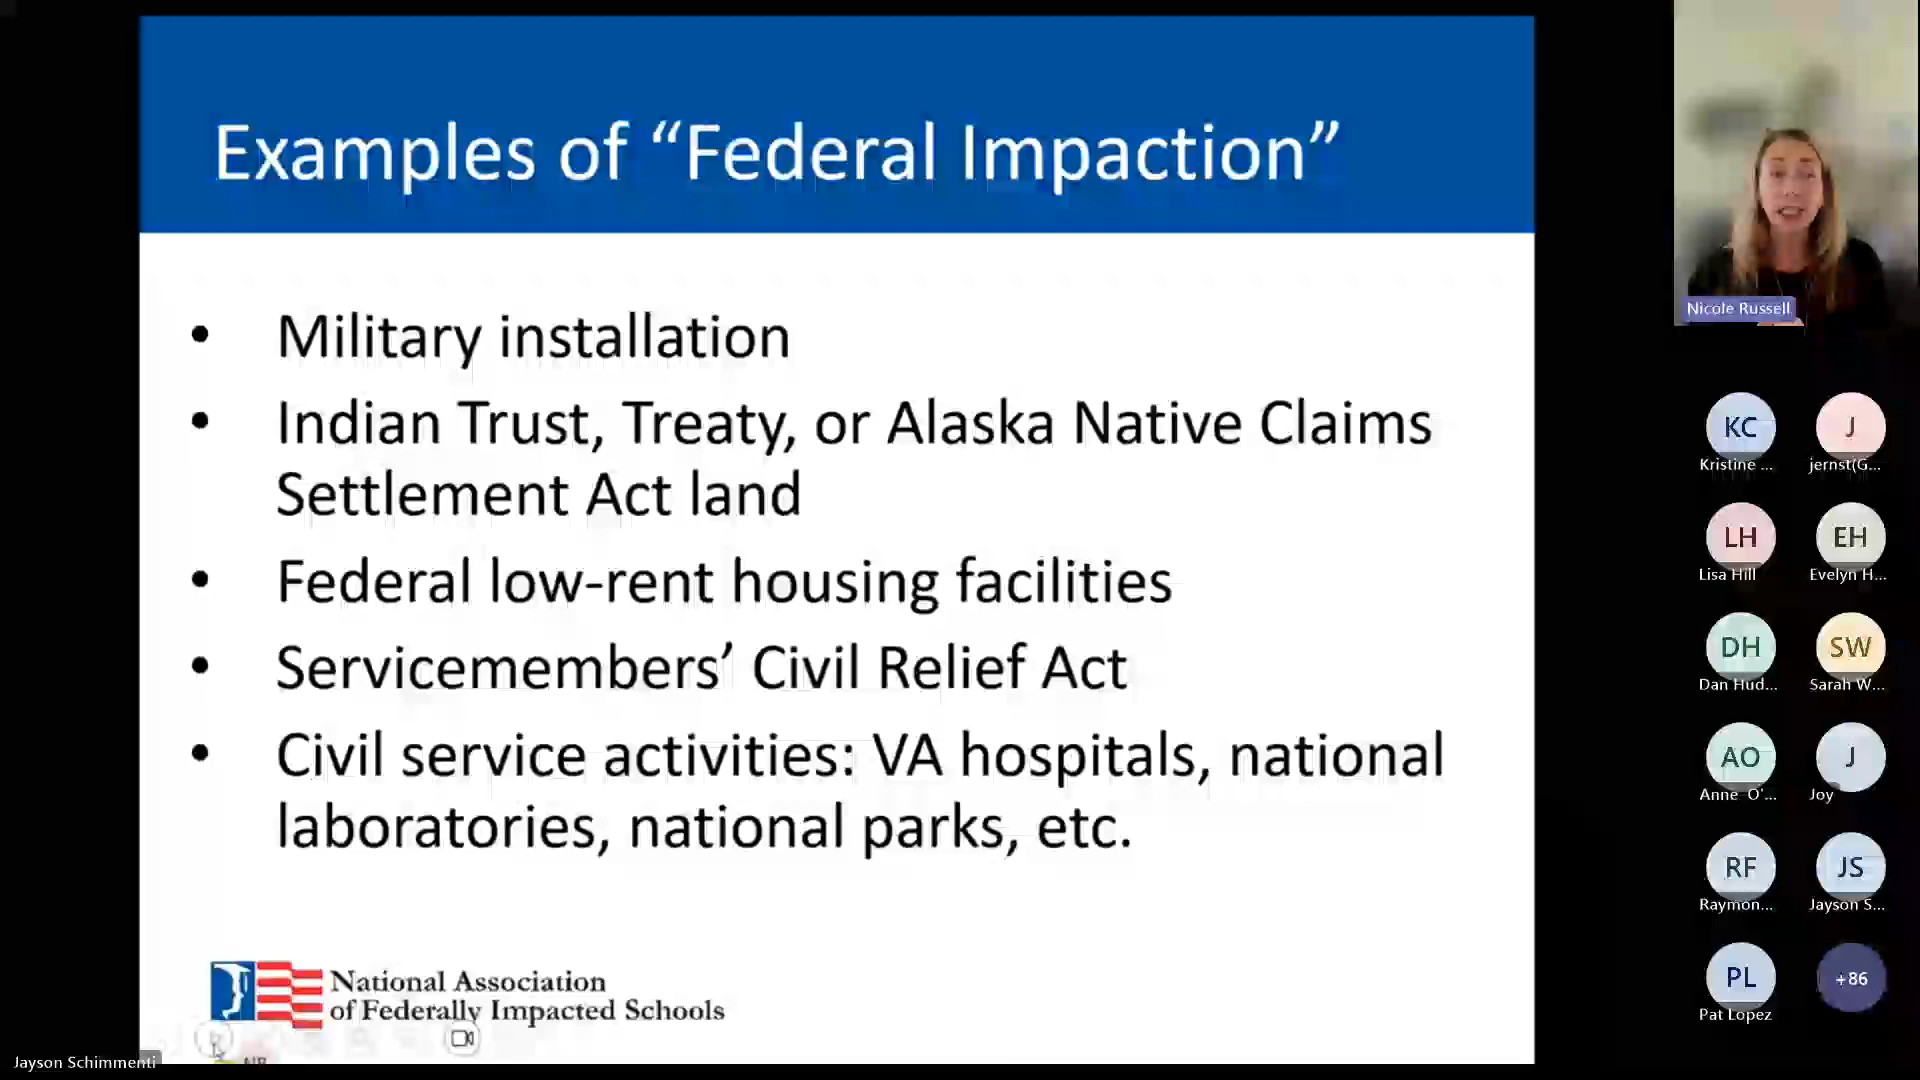 Examples of “Federal Impaction”
• Military installation
• Indian Trust, Treaty, or Alaska Native Claims
Settlement Act land
• Federal low-rent housing facilities
• Servicemembers’ Civil Relief Act
• Civil service activities: VA hospitals, national
laboratories, national parks, etc.
National Association
of Federally Impacted Schools
Jayson Schimmenti
Nicole Russell
KC
Kristine ...
J
jernst(G...
LH
Lisa Hill
EH
Evelyn H...
DH
Dan Hud...
SW
Sarah W...
AO
Anne O'...
J
Joy
RF
Raymon...
JS
Jayson S...
PL
Pat Lopez
+86